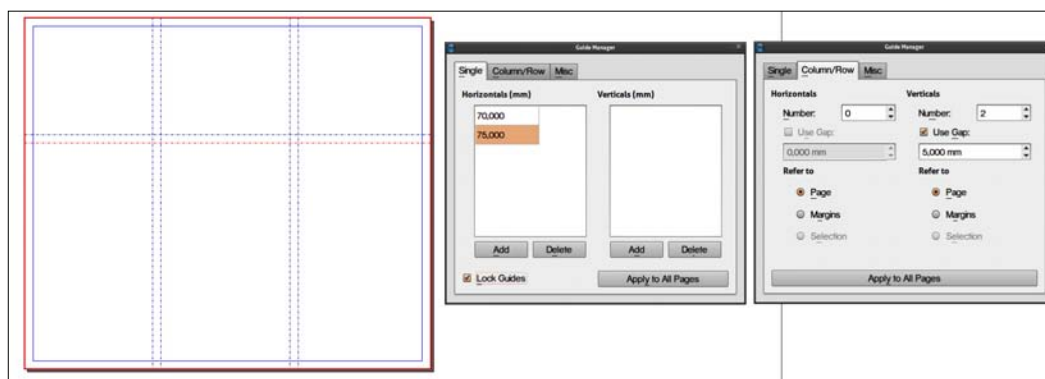 Guide Manager
Single Column/Row Misc
Horizontals (mm) Verticals (mm)
70,000
75,000
Add Delete Add Delete
Lock Guides Apply to All Pages
Guide Manager
Single Column/Row Misc
Horizontals Verticals
Number: 0 Number: 2
Use Gap: Use Gap:
0,000 mm 5,000 mm
Refer to Refer to
Page Page
Margins Margins
Selection Selection
Apply to All Pages